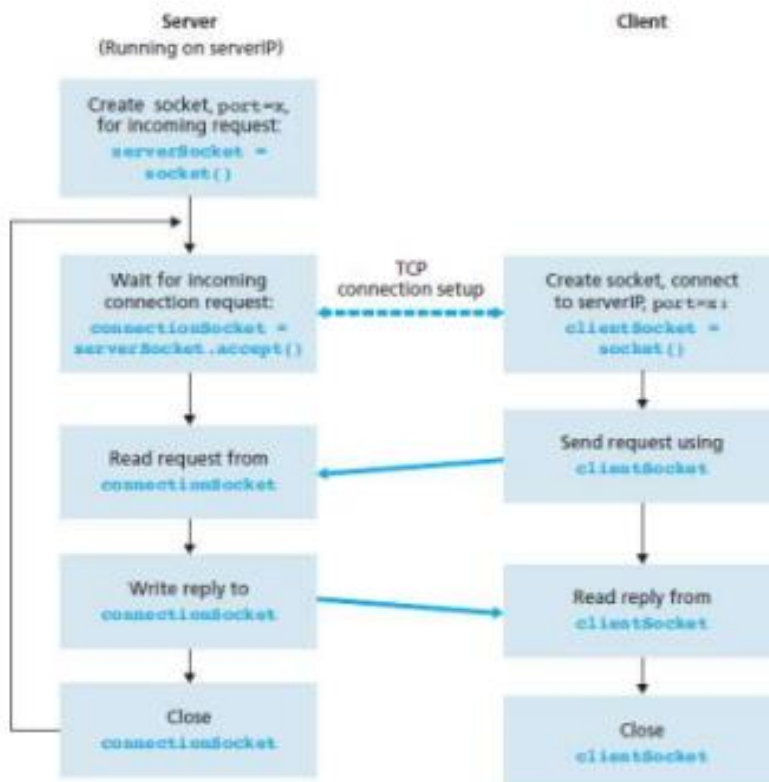 Server
(Running on serverIP)
Client
Create socket, port=x,
for incoming request:
serverSocket =
socket()
Wait for incoming
connection request:
connectionSocket =
serverSocket.accept()
TCP
connection setup
Create socket, connect
to serverIP, port=x:
clientSocket =
socket()
Read request from
connectionSocket
Send request using
clientSocket
Write reply to
connectionSocket
Read reply from
clientSocket
Close
connectionSocket
Close
clientSocket